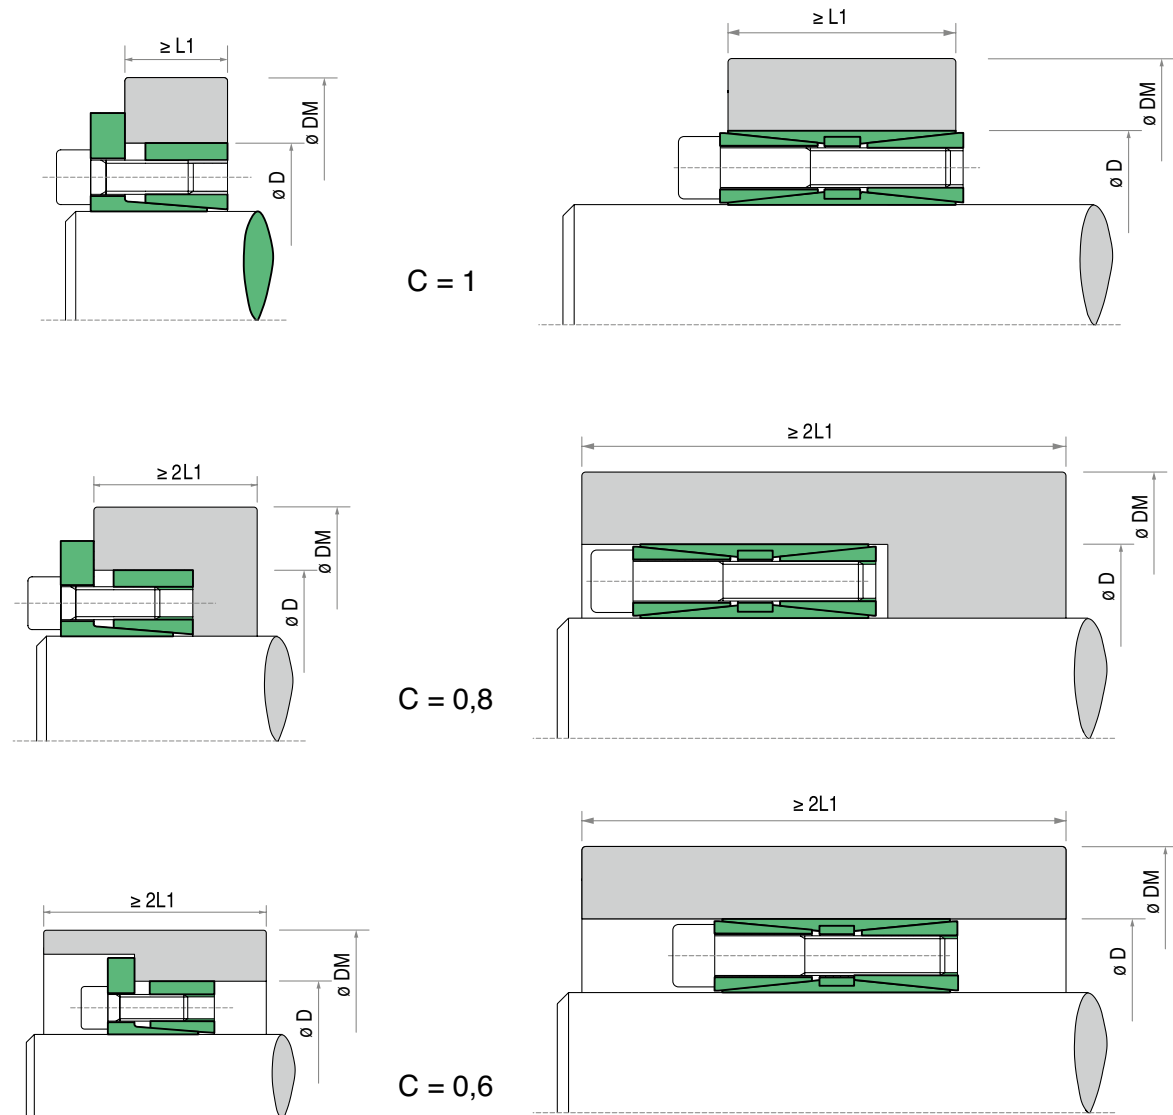 ≥ L1
ø DM
ø D
≥ L1
ø DM
ø D
C = 1
≥ 2L1
ø DM
ø D
≥ 2L1
ø DM
ø D
C = 0,8
≥ 2L1
ø DM
ø D
≥ 2L1
ø DM
ø D
C = 0,6